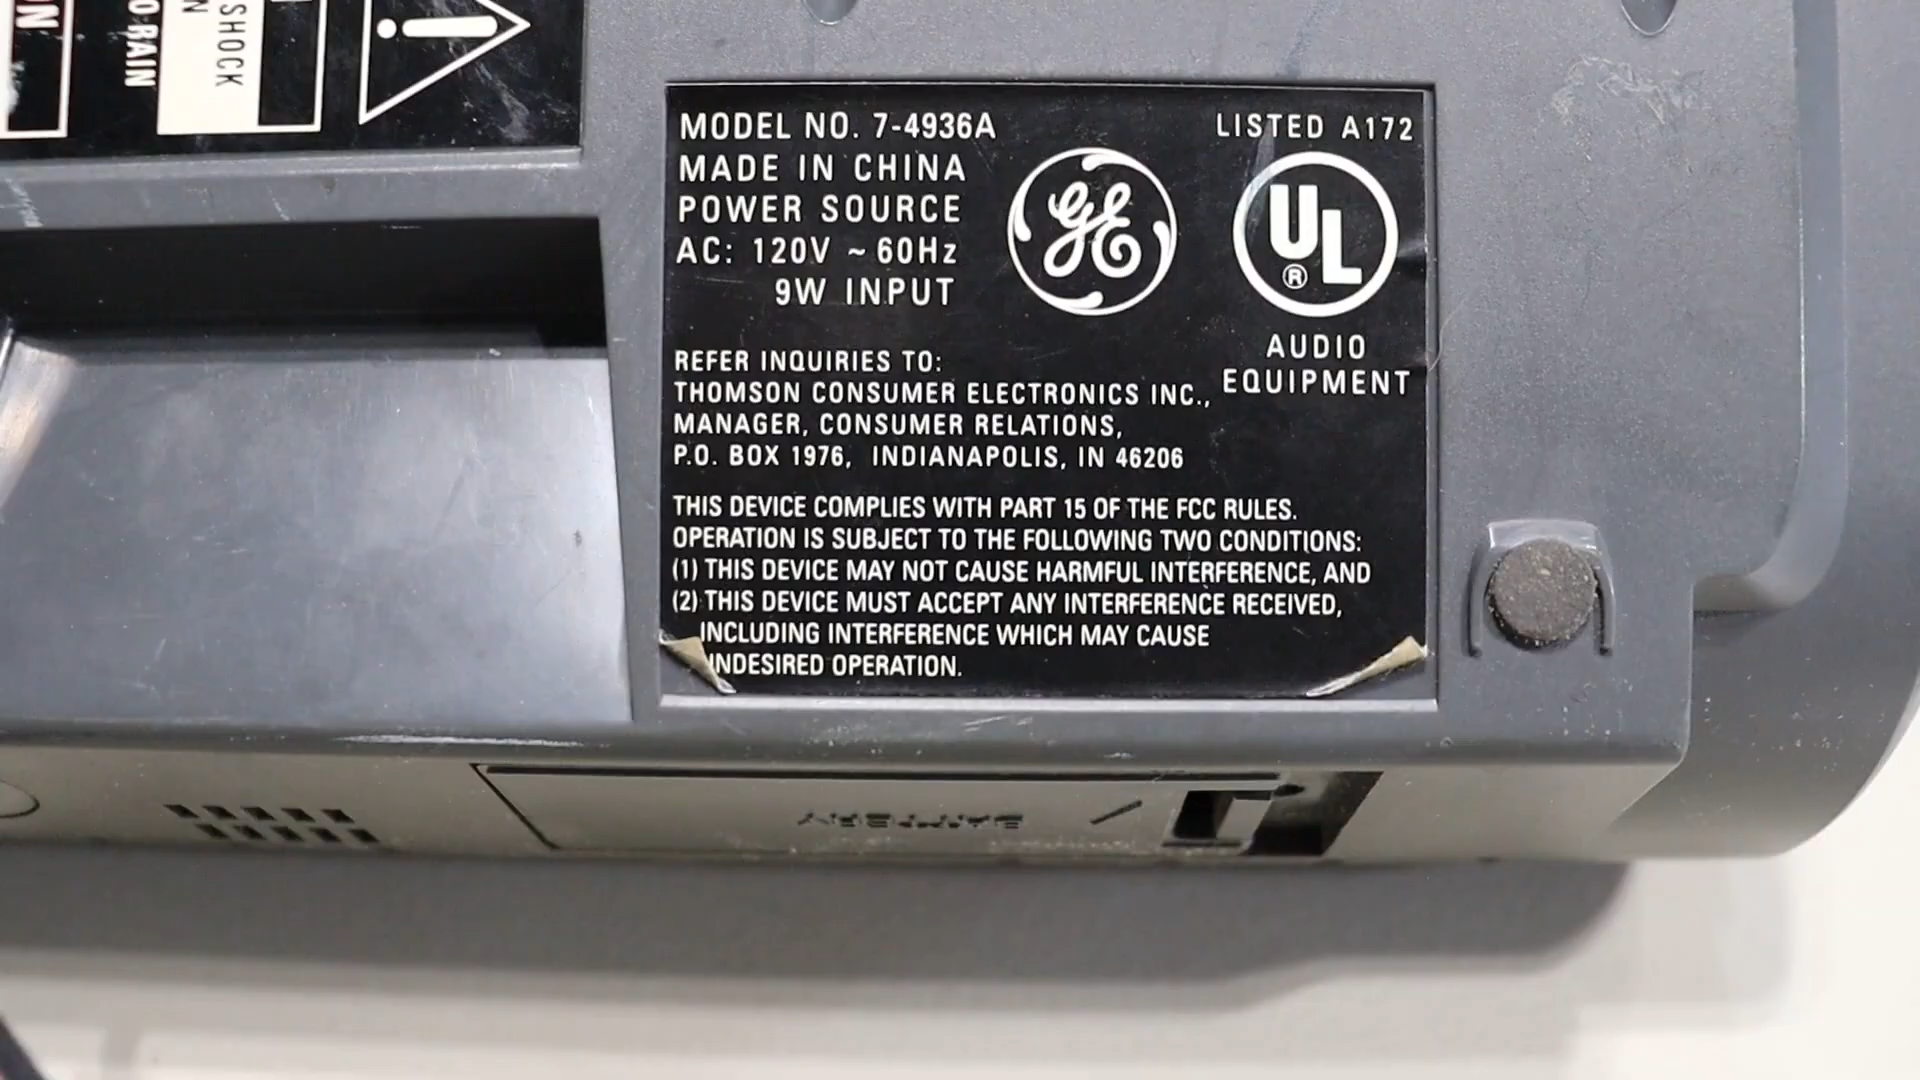 ON
O RAIN
SHOCK
N
MODEL NO. 7-4936A
MADE IN CHINA
POWER SOURCE
AC: 120V ~ 60Hz
9W INPUT
GE
LISTED A172
UL
®
AUDIO
EQUIPMENT
REFER INQUIRIES TO:
THOMSON CONSUMER ELECTRONICS INC.,
MANAGER, CONSUMER RELATIONS,
P.O. BOX 1976, INDIANAPOLIS, IN 46206
THIS DEVICE COMPLIES WITH PART 15 OF THE FCC RULES.
OPERATION IS SUBJECT TO THE FOLLOWING TWO CONDITIONS:
(1) THIS DEVICE MAY NOT CAUSE HARMFUL INTERFERENCE, AND
(2) THIS DEVICE MUST ACCEPT ANY INTERFERENCE RECEIVED,
INCLUDING INTERFERENCE WHICH MAY CAUSE
UNDESIRED OPERATION.
BATTERY